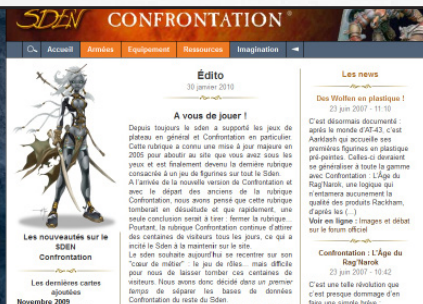 SDEN CONFRONTATION
Accueil Armées Equipement Ressources Imagination
Les nouveautés sur le
SDEN
Confrontation
Les dernières cartes
ajoutées
Novembre 2009
Édito
30 janvier 2010
A vous de jouer !
Depuis toujours le sden a supporté les jeux de
plateau en général et Confrontation en particulier.
Cette rubrique a connu une mise à jour majeure en
2005 pour aboutir au site que vous avez sous les
yeux et est finalement devenu la dernière rubrique
consacrée à un jeu de figurines sur tout le Sden.
A l'arrivée de la nouvelle version de Confrontation et
avec le départ des anciens de la rubrique
Confrontation, nous avons pensé que cette rubrique
tomberait en désuétude et que rapidement, une
seule conclusion serait à tirer : fermer la rubrique...
Pourtant, la rubrique Confrontation continue d'attirer
des centaines de visiteurs tous les jours, ce qui a
incité le Sden à la maintenir sur le site.
Le sden souhaite aujourd'hui se recentrer sur son
"cœur de métier" : le jeu de rôles... mais difficile
pour nous de laisser tomber ces centaines de
visiteurs. Nous avons donc décidé dans un premier
temps de séparer les bases de données
Confrontation du reste du Sden.
Les news
Des Wolfen en plastique !
23 juin 2007 - 11:10
C'est désormais documenté :
après le monde d'AT-43, c'est
Aarklash qui accueille ses
premières figurines en plastique
pré-peintes. Celles-ci devraient
se généraliser à toute la gamme
avec Confrontation : L'Âge du
Rag'Narok, une logique qui
n'entamera aucunement la
qualité des produits Rackham,
d'après les (...)
Voir en ligne : Images et débat
sur le forum officiel
Confrontation : L'Âge du
Rag'Narok
23 juin 2007 - 10:42
C'est une telle révolution que
c'est presque dommage d'en
faire une simple brève